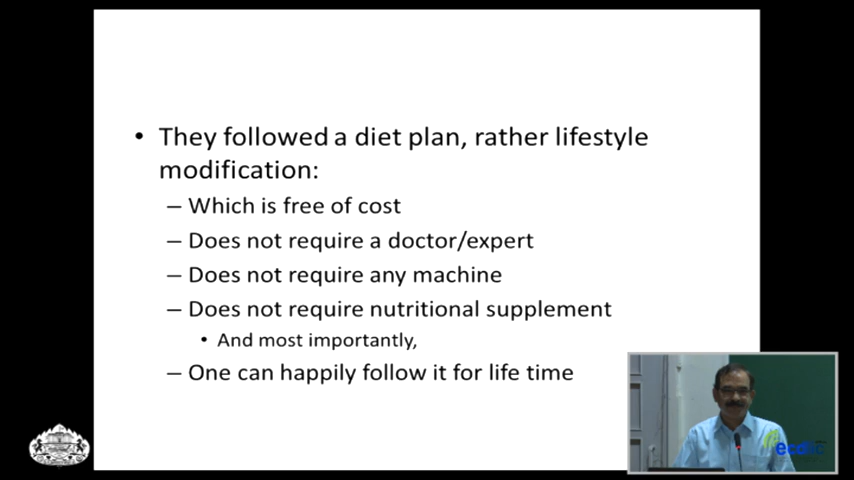 • They followed a diet plan, rather lifestyle
modification:
– Which is free of cost
– Does not require a doctor/expert
– Does not require any machine
– Does not require nutritional supplement
• And most importantly,
– One can happily follow it for life time